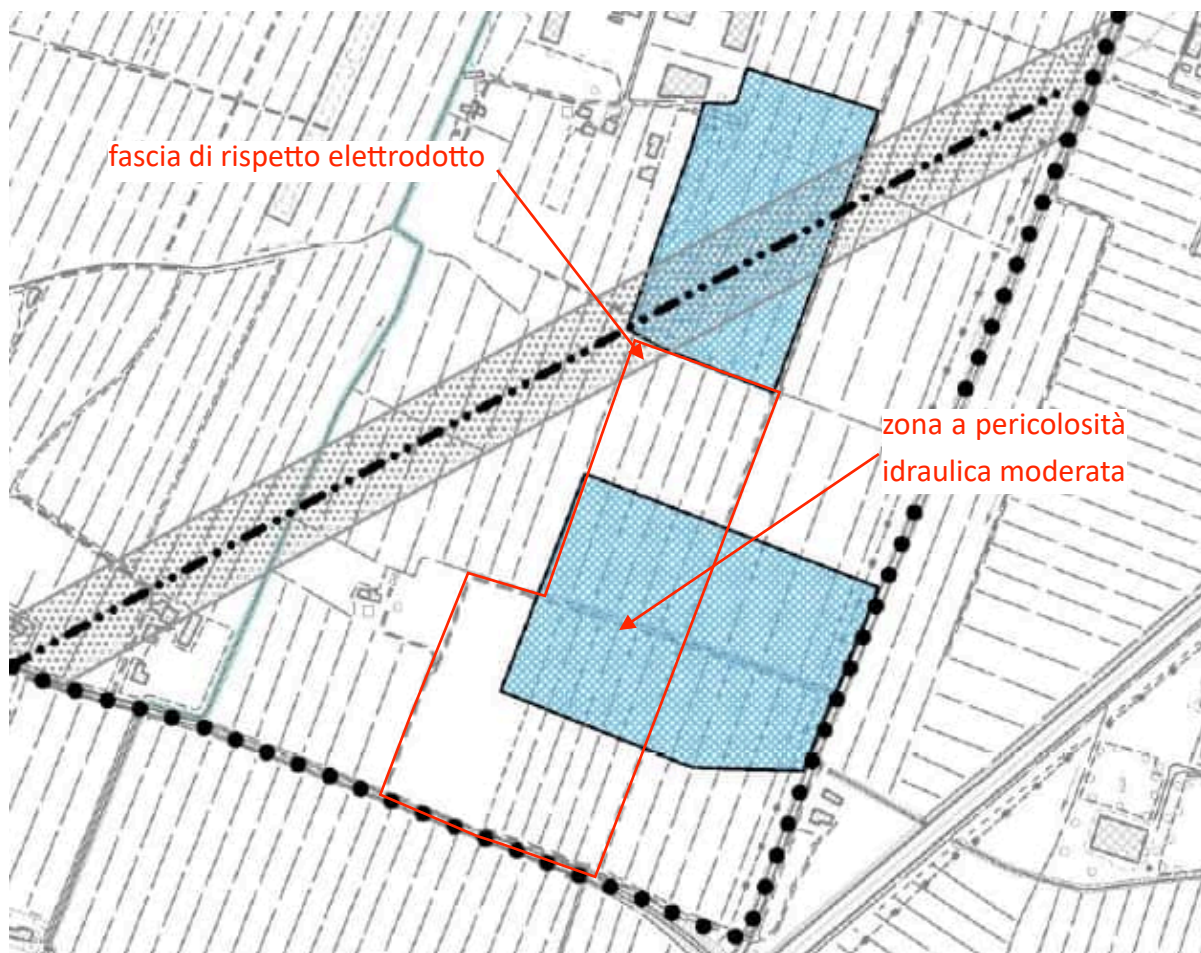 fascia di rispetto elettrodotto
zona a pericolosità
idraulica moderata